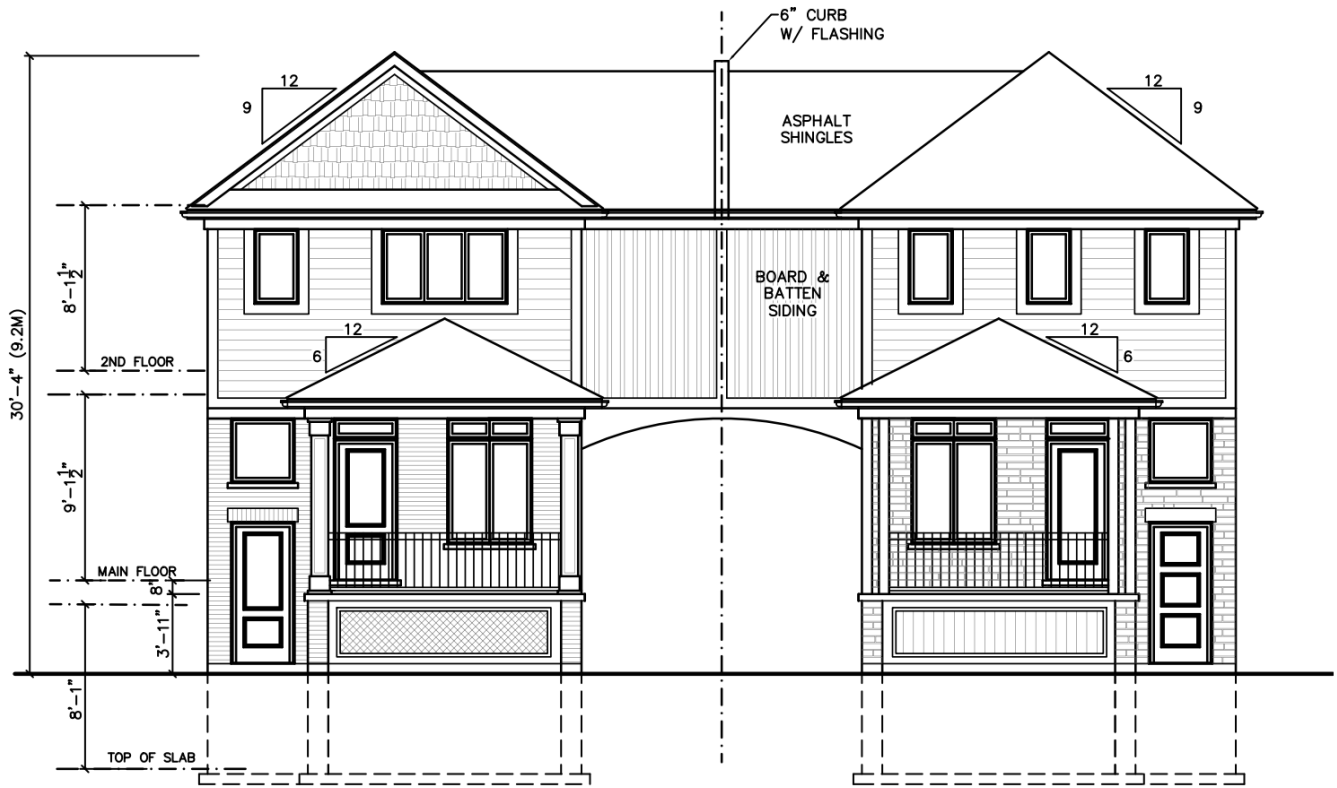 6" CURB
W/ FLASHING
12
9
12
9
ASPHALT
SHINGLES
8'-1½"
BOARD &
BATTEN
SIDING
30'-4" (9.2M)
12
6
12
6
2ND FLOOR
9'-1½"
MAIN FLOOR
8"
3'-11"
8'-1"
TOP OF SLAB